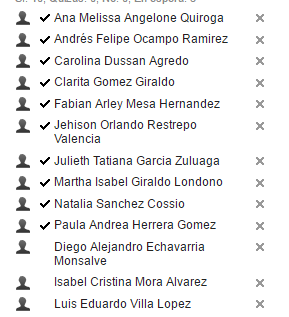 Ana Melissa Angelone Quiroga
Andrés Felipe Ocampo Ramirez
Carolina Dussan Agredo
Clarita Gomez Giraldo
Fabian Arley Mesa Hernandez
Jehison Orlando Restrepo
Valencia
Julieth Tatiana Garcia Zuluaga
Martha Isabel Giraldo Londono
Natalia Sanchez Cossio
Paula Andrea Herrera Gomez
Diego Alejandro Echavarria
Monsalve
Isabel Cristina Mora Alvarez
Luis Eduardo Villa Lopez